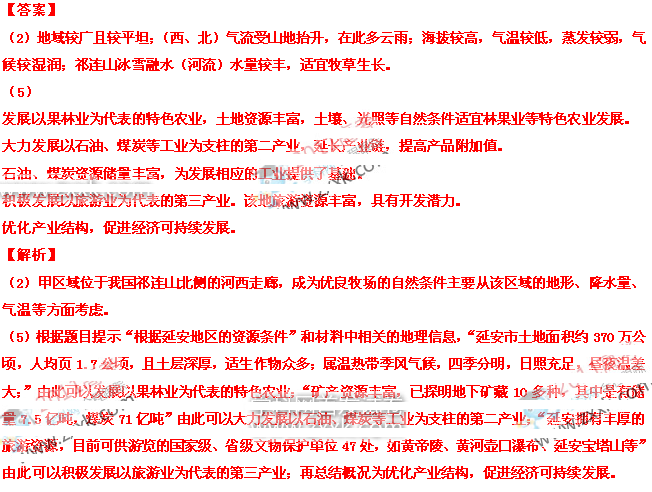 【答案】
（2）地域较广且较平坦；（西、北）气流受山地抬升，在此多云雨；海拔较高，气温较低，蒸发较弱，气
候较湿润；祁连山冰雪融水（河流）水量较丰，适宜牧草生长。
（5）
发展以果林业为代表的特色农业，土地资源丰富，土壤、光照等自然条件适宜林果业等特色农业发展。
大力发展以石油、煤炭等工业为支柱的第二产业，延长产业链，提高产品附加值。
石油、煤炭资源储量丰富，为发展相应的工业提供了基础。
积极发展以旅游业为代表的第三产业。该地旅游资源丰富，具有开发潜力。
优化产业结构，促进经济可持续发展。
【解析】
（2）甲区域位于我国祁连山北侧的河西走廊，成为优良牧场的自然条件主要从该区域的地形、降水量、
气温等方面考虑。
（5）根据题目提示“根据延安地区的资源条件”和材料中相关的地理信息，“延安市土地面积约 370 万公
顷，人均页 1.7 公顷，且土层深厚，适生作物众多；属温热带季风气候，四季分明，日照充足，昼夜温差
大；”由此可以发展以果林业为代表的特色农业；“矿产资源丰富，已探明地下矿藏 10 多种，其中是有储
量 7.5 亿吨，煤炭 71 亿吨”由此可以大力发展以石油、煤炭等工业为支柱的第二产业；“延安拥有丰厚的
旅游资源，目前可供游览的国家级、省级文物保护单位 47 处，如黄帝陵、黄河壶口瀑布、延安宝塔山等”
由此可以积极发展以旅游业为代表的第三产业；再总结概况为优化产业结构，促进经济可持续发展。